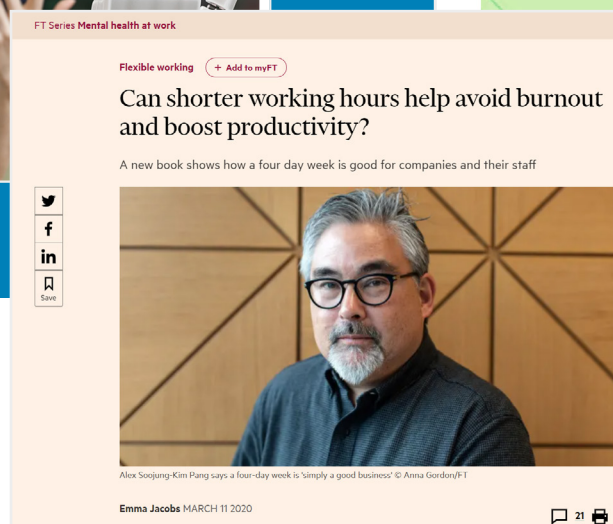 FT Series Mental health at work
Flexible working + Add to myFT
Can shorter working hours help avoid burnout
and boost productivity?
A new book shows how a four day week is good for companies and their staff
Save
Alex Soojung-Kim Pang says a four-day week is 'simply a good business' © Anna Gordon/FT
Emma Jacobs MARCH 11 2020
21